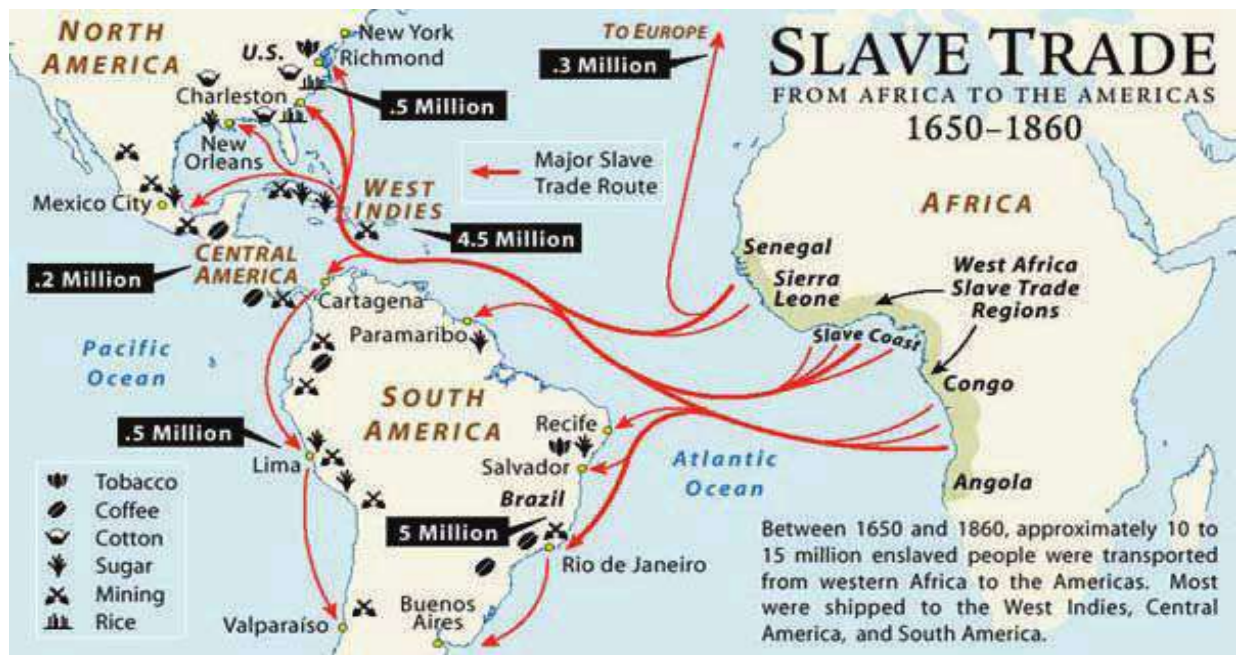 SLAVE TRADE
FROM AFRICA TO THE AMERICAS
1650–1860
NORTH
AMERICA
U.S.
New York
Richmond
Charleston
.5 Million
New
Orleans
Mexico City
TO EUROPE
.3 Million
Major Slave
Trade Route
WEST
INDIES
4.5 Million
CENTRAL
AMERICA
.2 Million
Cartagena
Paramaribo
Pacific
Ocean
SOUTH
AMERICA
.5 Million
Lima
Recife
Salvador
Brazil
5 Million
Rio de Janeiro
Buenos
Aires
Valparaíso
Atlantic
Ocean
AFRICA
Senegal
Sierra
Leone
West Africa
Slave Trade
Regions
Slave Coast
Congo
Angola
Tobacco
Coffee
Cotton
Sugar
Mining
Rice
Between 1650 and 1860, approximately 10 to
15 million enslaved people were transported
from western Africa to the Americas. Most
were shipped to the West Indies, Central
America, and South America.